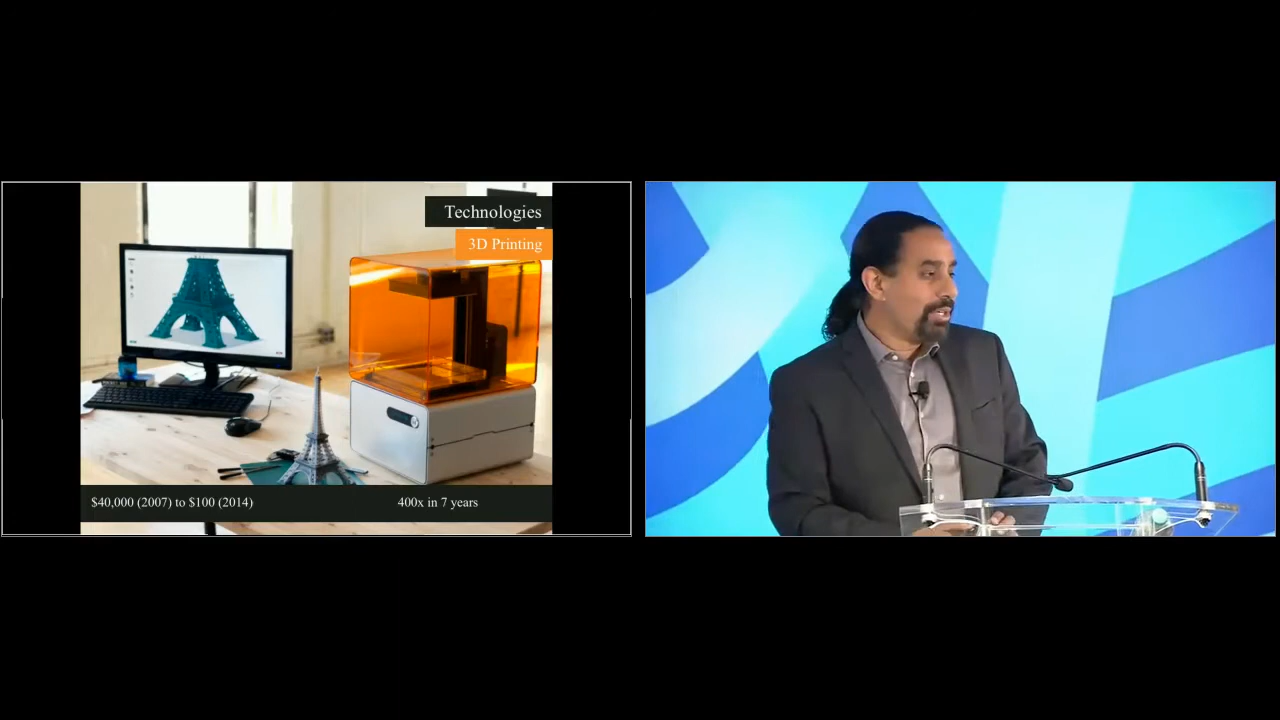 Technologies
3D Printing
$40,000 (2007) to $100 (2014)
400x in 7 years